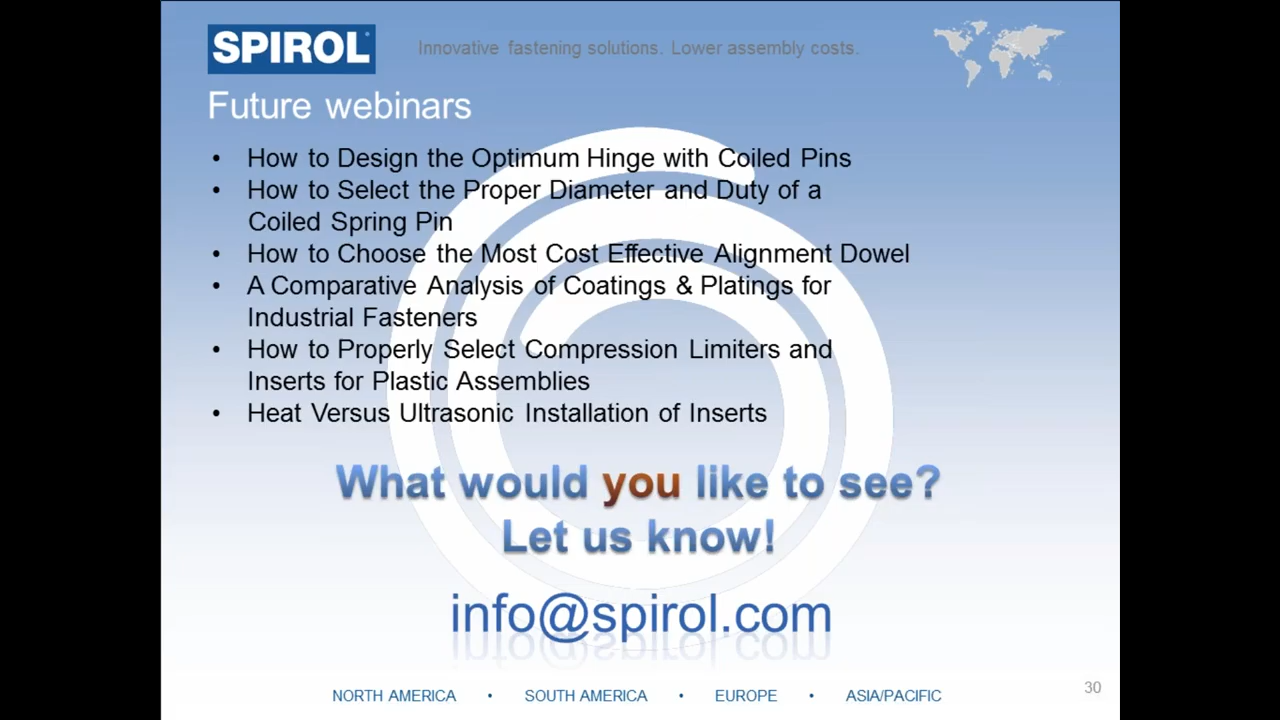 SPIROL
Innovative fastening solutions. Lower assembly costs.
Future webinars
• How to Design the Optimum Hinge with Coiled Pins
• How to Select the Proper Diameter and Duty of a
Coiled Spring Pin
• How to Choose the Most Cost Effective Alignment Dowel
• A Comparative Analysis of Coatings & Platings for
Industrial Fasteners
• How to Properly Select Compression Limiters and
Inserts for Plastic Assemblies
• Heat Versus Ultrasonic Installation of Inserts
What would you like to see?
Let us know!
info@spirol.com
NORTH AMERICA • SOUTH AMERICA • EUROPE • ASIA/PACIFIC
30